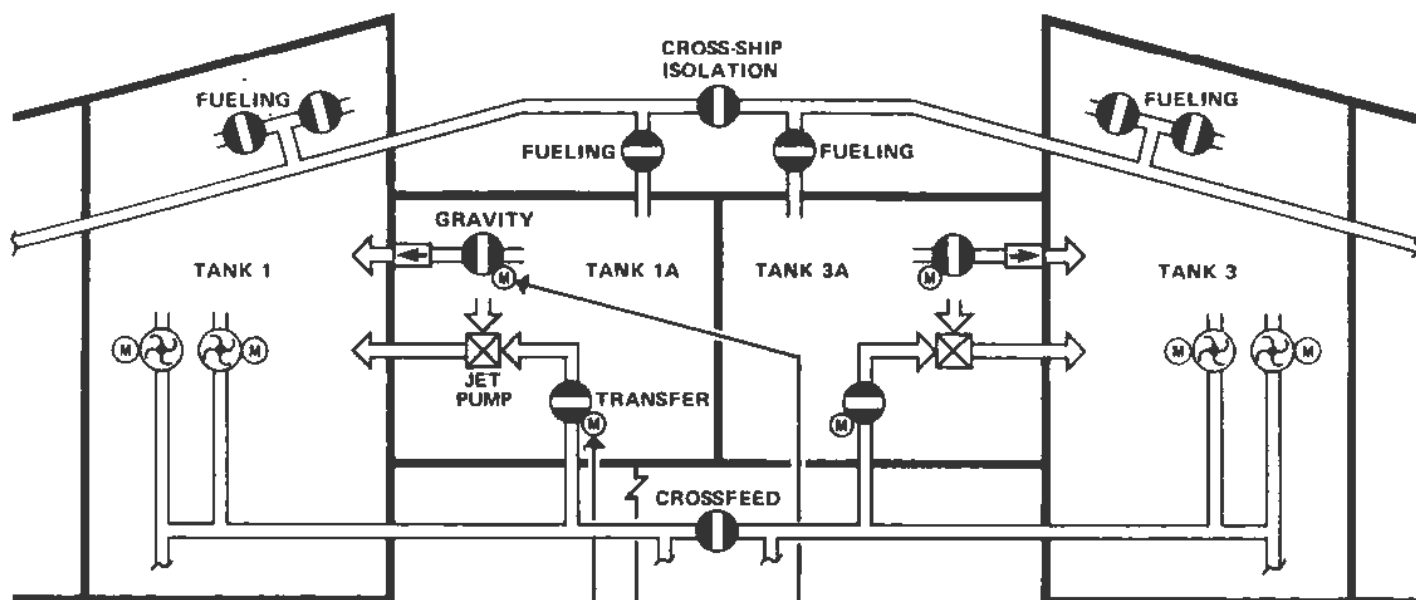 CROSS-SHIP
ISOLATION
FUELING
FUELING
FUELING
FUELING
GRAVITY
TANK 1
TANK 1A
TANK 3A
TANK 3
M
M
M
M
M
M
JET
PUMP
TRANSFER
M
M
CROSSFEED